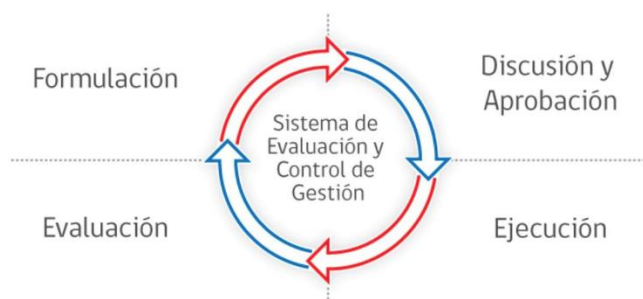 Formulación
Discusión y
Aprobación
Sistema de
Evaluación y
Control de
Gestión
Evaluación
Ejecución